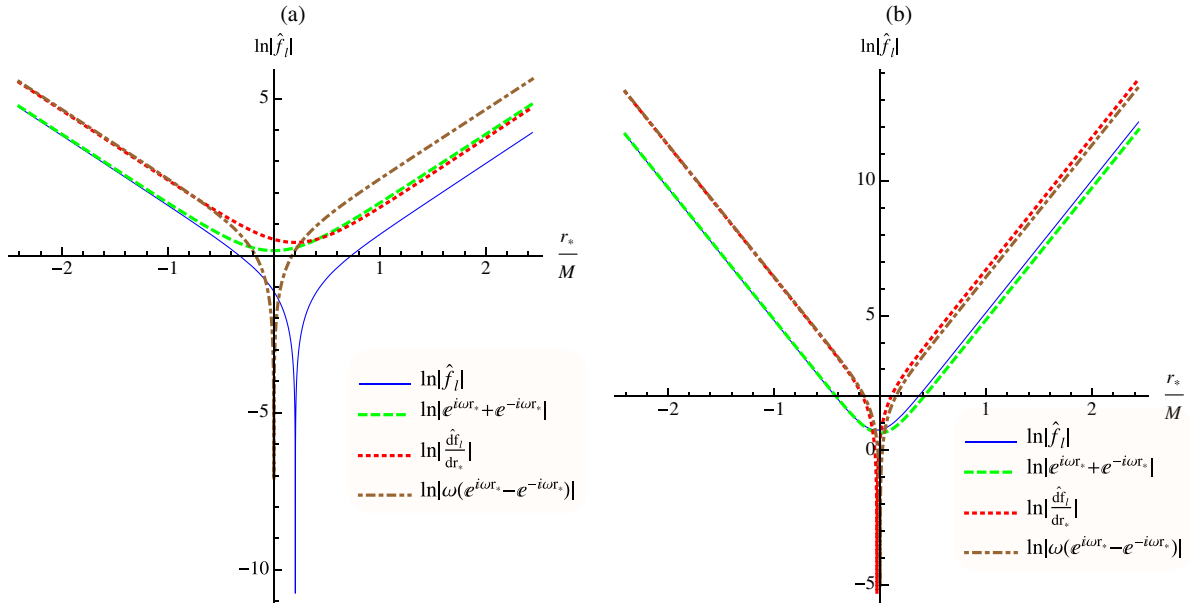 (a)
ln|f̂_l|
5
−2
−1
1
2
r_*
M
−5
−10
ln|f̂_l|
ln|e^{iωr_*}+e^{−iωr_*}|
ln|df̂_l/dr_*|
ln|ω(e^{iωr_*}−e^{−iωr_*})|
(b)
ln|f̂_l|
10
5
−2
−1
1
2
r_*
M
0
−5
ln|f̂_l|
ln|e^{iωr_*}+e^{−iωr_*}|
ln|df̂_l/dr_*|
ln|ω(e^{iωr_*}−e^{−iωr_*})|